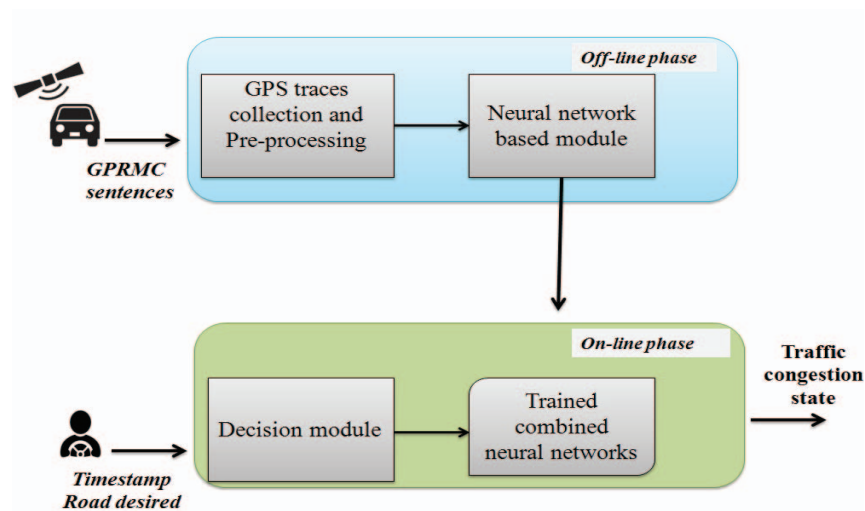 Off-line phase
GPS traces
collection and
Pre-processing
Neural network
based module
GPRMC
sentences
On-line phase
Decision module
Trained
combined
neural networks
Traffic
congestion
state
Timestamp
Road desired